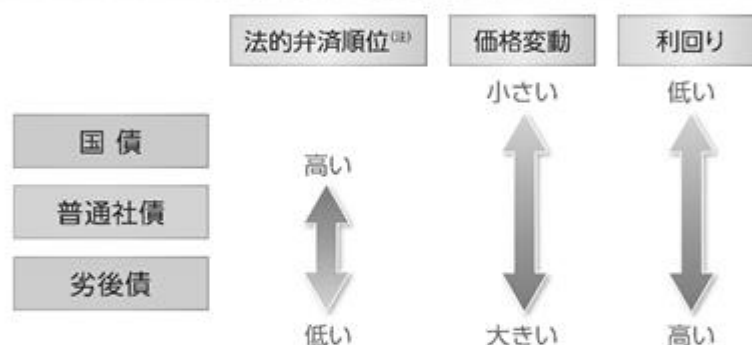 法的弁済順位(注) 価格変動 利回り
小さい 低い
国債
高い
普通社債
劣後債
低い 大きい 高い